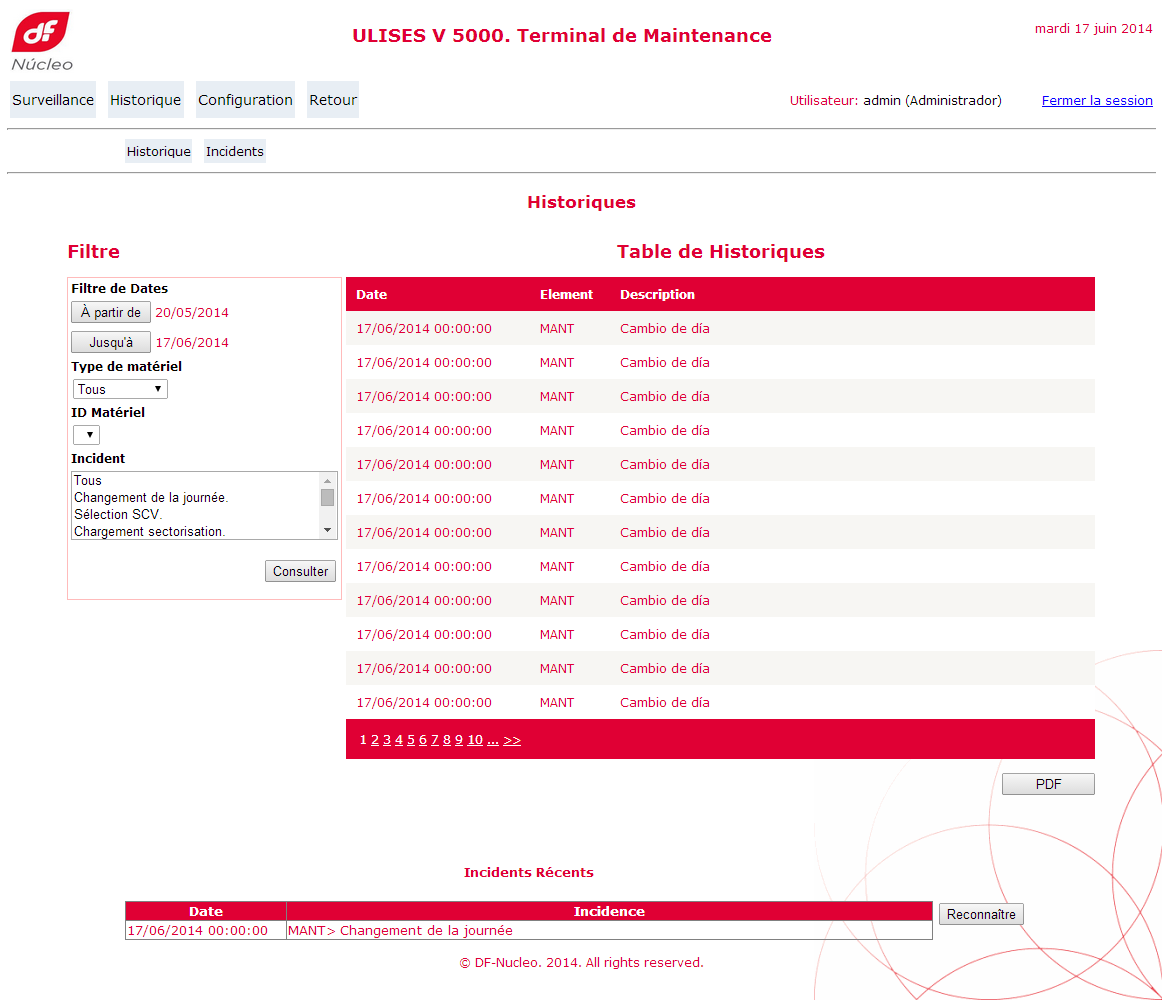 df
Núcleo
ULISES V 5000. Terminal de Maintenance
mardi 17 juin 2014
Surveillance Historique Configuration Retour
Utilisateur: admin (Administrador) Fermer la session
Historique Incidents
Historiques
Filtre
Filtre de Dates
À partir de 20/05/2014
Jusqu'à 17/06/2014
Type de matériel
Tous
ID Matériel
Incident
Tous
Changement de la journée.
Sélection SCV.
Chargement sectorisation.
Consulter
Table de Historiques
Date Element Description
17/06/2014 00:00:00 MANT Cambio de día
17/06/2014 00:00:00 MANT Cambio de día
17/06/2014 00:00:00 MANT Cambio de día
17/06/2014 00:00:00 MANT Cambio de día
17/06/2014 00:00:00 MANT Cambio de día
17/06/2014 00:00:00 MANT Cambio de día
17/06/2014 00:00:00 MANT Cambio de día
17/06/2014 00:00:00 MANT Cambio de día
17/06/2014 00:00:00 MANT Cambio de día
17/06/2014 00:00:00 MANT Cambio de día
17/06/2014 00:00:00 MANT Cambio de día
17/06/2014 00:00:00 MANT Cambio de día
1 2 3 4 5 6 7 8 9 10 ... >>
PDF
Incidents Récents
Date Incidence
17/06/2014 00:00:00 MANT> Changement de la journée
Reconnaître
© DF-Nucleo. 2014. All rights reserved.